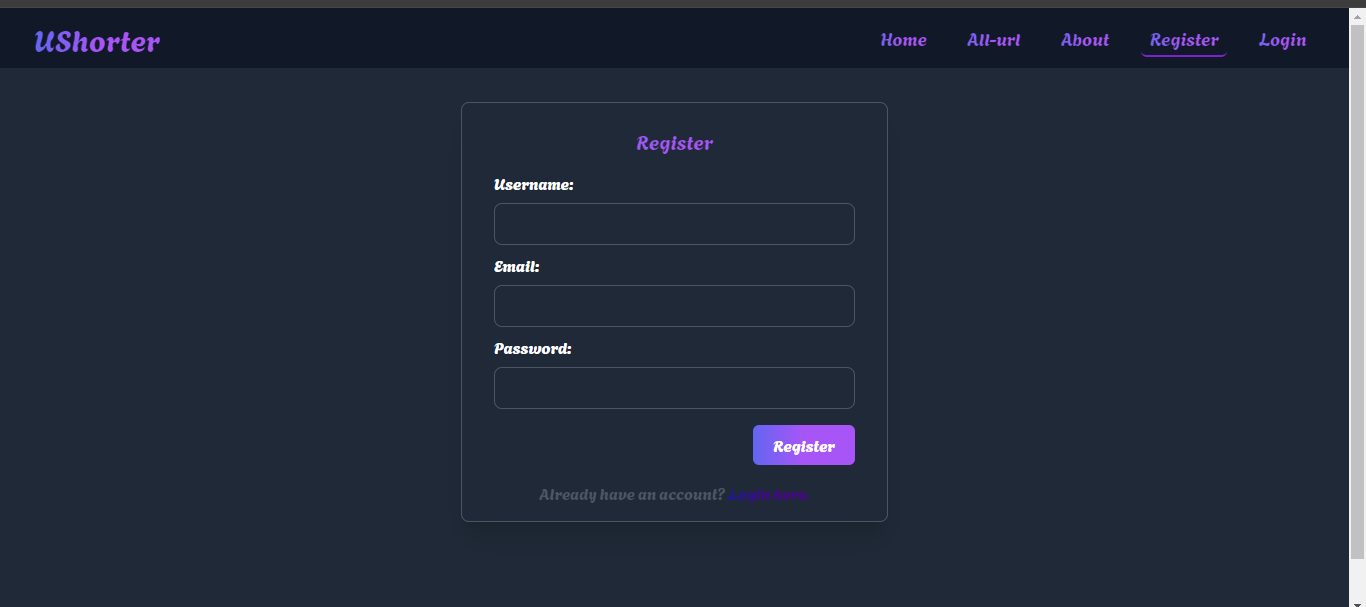 UShorter
Home All-url About Register Login
Register
Username:
Email:
Password:
Register
Already have an account? Login here